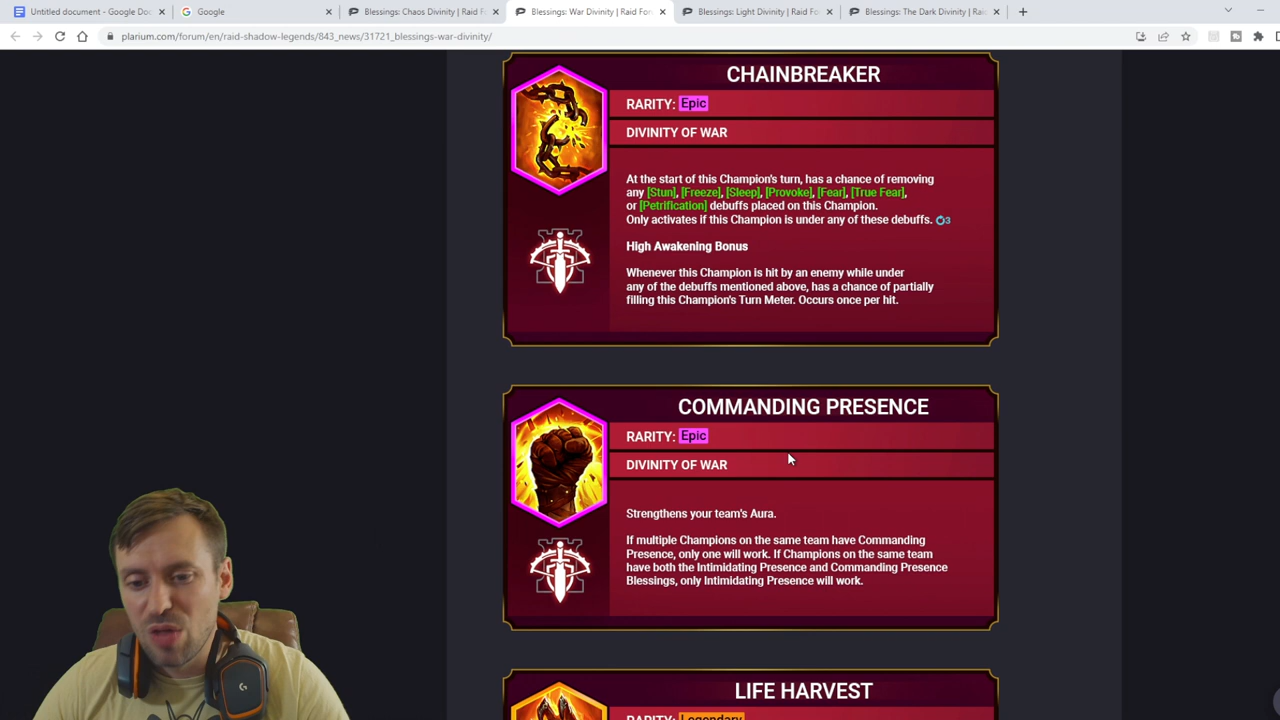 Untitled document - Google Doc
Google
Blessings: Chaos Divinity | Raid F
Blessings: War Divinity | Raid For
Blessings: Light Divinity | Raid Fo
Blessings: The Dark Divinity | Rai
plarium.com/forum/en/raid-shadow-legends/843_news/31721_blessings-war-divinity/
CHAINBREAKER
RARITY: Epic
DIVINITY OF WAR
At the start of this Champion's turn, has a chance of removing
any [Stun], [Freeze], [Sleep], [Provoke], [Fear], [True Fear],
or [Petrification] debuffs placed on this Champion.
Only activates if this Champion is under any of these debuffs. 3
High Awakening Bonus
Whenever this Champion is hit by an enemy while under
any of the debuffs mentioned above, has a chance of partially
filling this Champion's Turn Meter. Occurs once per hit.
COMMANDING PRESENCE
RARITY: Epic
DIVINITY OF WAR
Strengthens your team's Aura.
If multiple Champions on the same team have Commanding
Presence, only one will work. If Champions on the same team
have both the Intimidating Presence and Commanding Presence
Blessings, only Intimidating Presence will work.
LIFE HARVEST
RARITY: Legendary
G